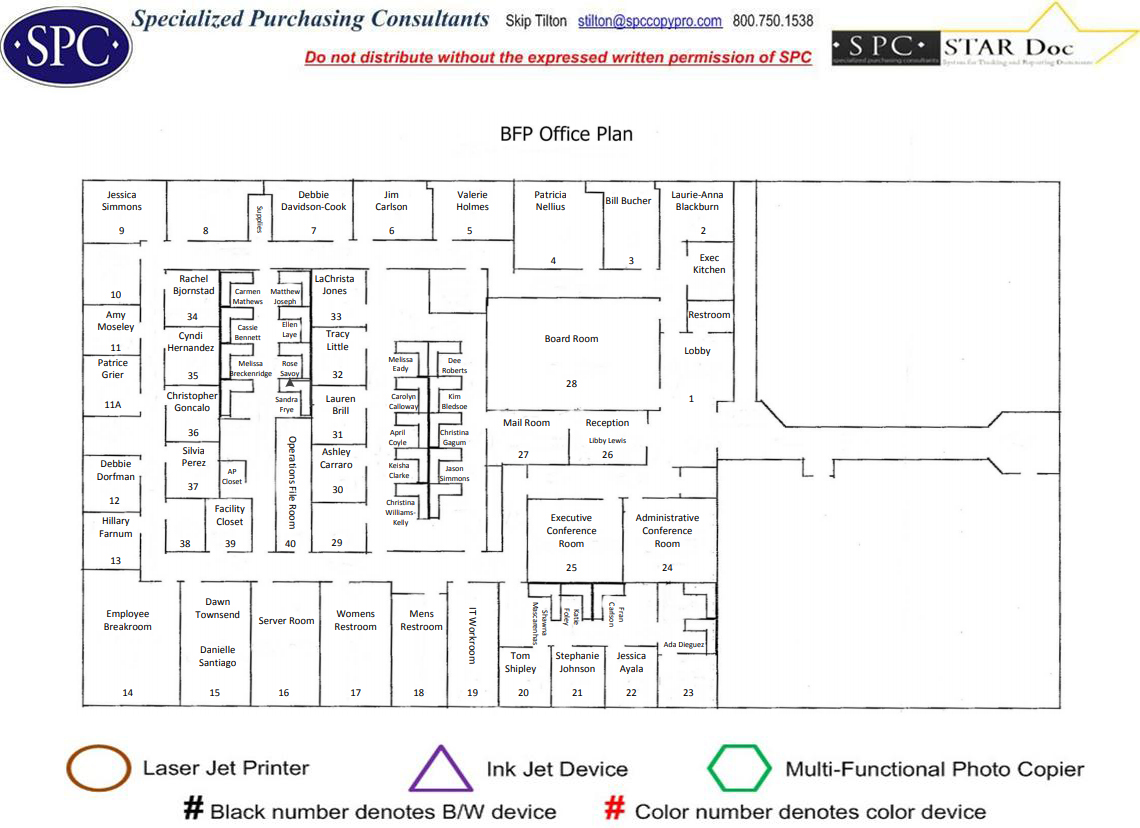 SPC
Specialized Purchasing Consultants Skip Tilton stilton@spccopypro.com 800.750.1538
Do not distribute without the expressed written permission of SPC
SPC STAR Doc
specialized purchasing consultants System for Tracking and Reporting Documents
BFP Office Plan
Jessica
Simmons
9
8
Supplies
Debbie
Davidson-Cook
7
Jim
Carlson
6
Valerie
Holmes
5
Patricia
Nellius
4
Bill Bucher
3
Laurie-Anna
Blackburn
2
Exec
Kitchen
Restroom
Lobby
1
10
Amy
Moseley
11
Patrice
Grier
11A
Debbie
Dorfman
12
Hillary
Farnum
13
Rachel
Bjornstad
34
Cyndi
Hernandez
35
Christopher
Goncalo
36
Silvia
Perez
37
38
Facility
Closet
39
AP
Closet
Carmen
Mathews
Cassie
Bennett
Melissa
Breckenridge
Matthew
Joseph
Ellen
Laye
Rose
Savoy
Sandra
Frye
Operations File Room
40
LaChrista
Jones
33
Tracy
Little
32
Lauren
Brill
31
Ashley
Carraro
30
29
Melissa
Eady
Carolyn
Calloway
April
Coyle
Keisha
Clarke
Christina
Williams-
Kelly
Dee
Roberts
Kim
Bledsoe
Christina
Gagum
Jason
Simmons
Board Room
28
Mail Room
27
Reception
Libby Lewis
26
Executive
Conference
Room
25
Administrative
Conference
Room
24
Employee
Breakroom
14
Dawn
Townsend
Danielle
Santiago
15
Server Room
16
Womens
Restroom
17
Mens
Restroom
18
IT Workroom
19
Shawna
Mascarenhas
Katie
Foley
Fran
Carlson
Ada Dieguez
Tom
Shipley
20
Stephanie
Johnson
21
Jessica
Ayala
22
23
Laser Jet Printer
Ink Jet Device
Multi-Functional Photo Copier
# Black number denotes B/W device
# Color number denotes color device